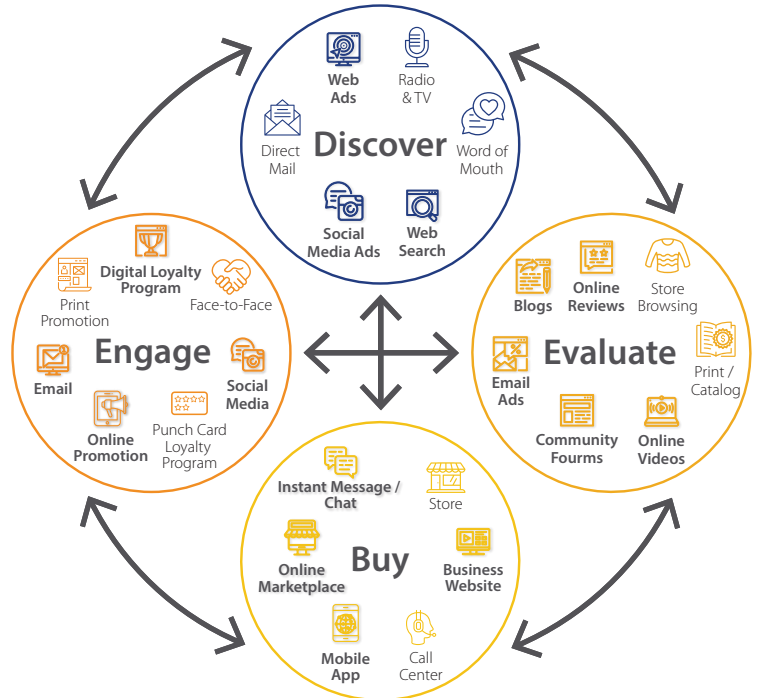 Web
Ads
Radio
& TV
Direct
Mail
Discover
Word of
Mouth
Social
Media Ads
Web
Search
Digital Loyalty
Program
Print
Promotion
Face-to-Face
Engage
Email
Social
Media
Online
Promotion
Punch Card
Loyalty
Program
Blogs
Online
Reviews
Store
Browsing
Evaluate
Email
Ads
Print /
Catalog
Community
Fourms
Online
Videos
Instant Message /
Chat
Store
Online
Marketplace
Buy
Business
Website
Mobile
App
Call
Center